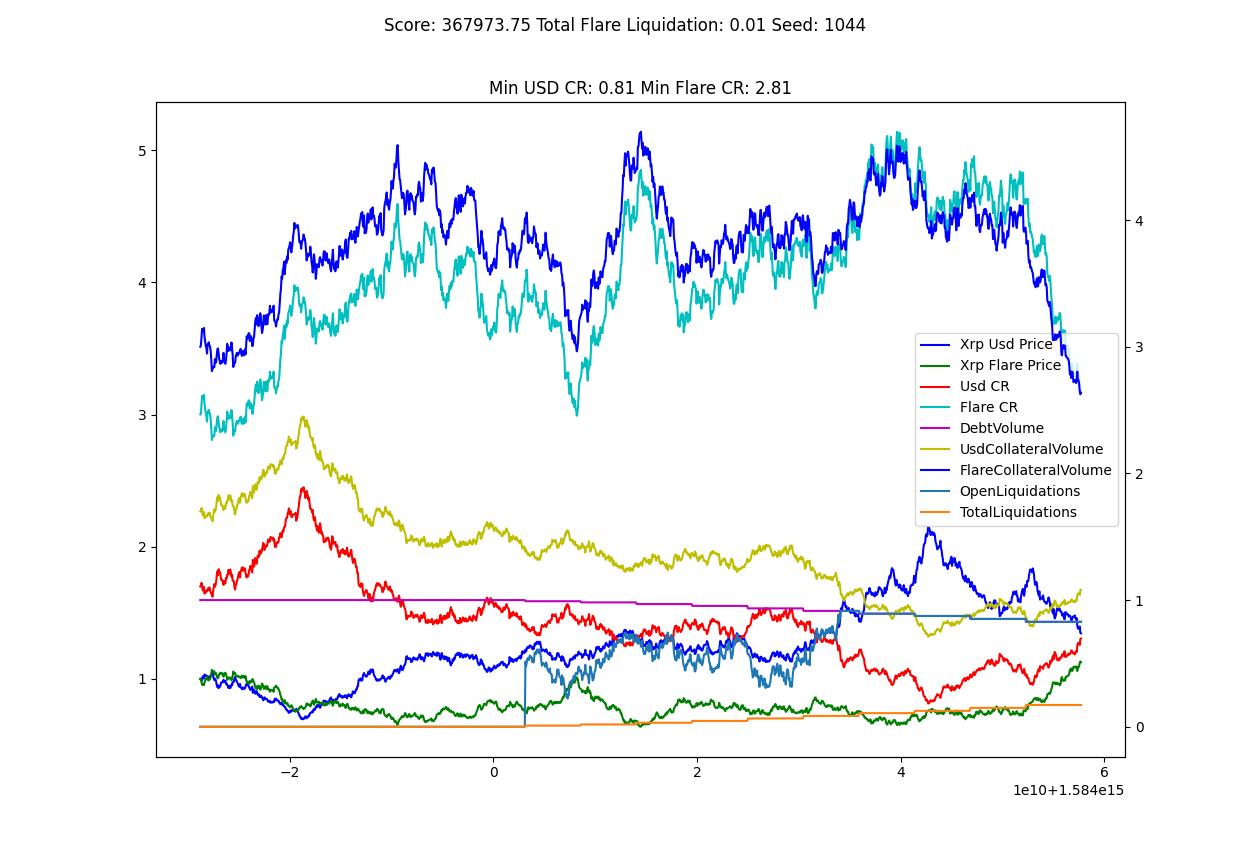 Score: 367973.75 Total Flare Liquidation: 0.01 Seed: 1044
Min USD CR: 0.81 Min Flare CR: 2.81
5
4
3
2
1
4
3
2
1
0
Xrp Usd Price
Xrp Flare Price
Usd CR
Flare CR
DebtVolume
UsdCollateralVolume
FlareCollateralVolume
OpenLiquidations
TotalLiquidations
−2
0
2
4
6
1e10+1.584e15